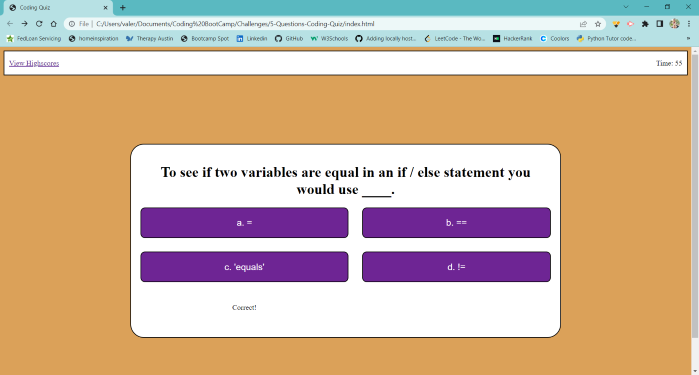 Coding Quiz
File | C:/Users/valer/Documents/Coding%20BootCamp/Challenges/5-Questions-Coding-Quiz/index.html
FedLoan Servicing homeinspiration Therapy Austin Bootcamp Spot Linkedin GitHub W3Schools Adding locally host... LeetCode - The Wo... HackerRank Coolors Python Tutor code... »
View Highscores Time: 55
To see if two variables are equal in an if / else statement you
would use ____.
a. = b. ==
c. 'equals' d. !=
Correct!